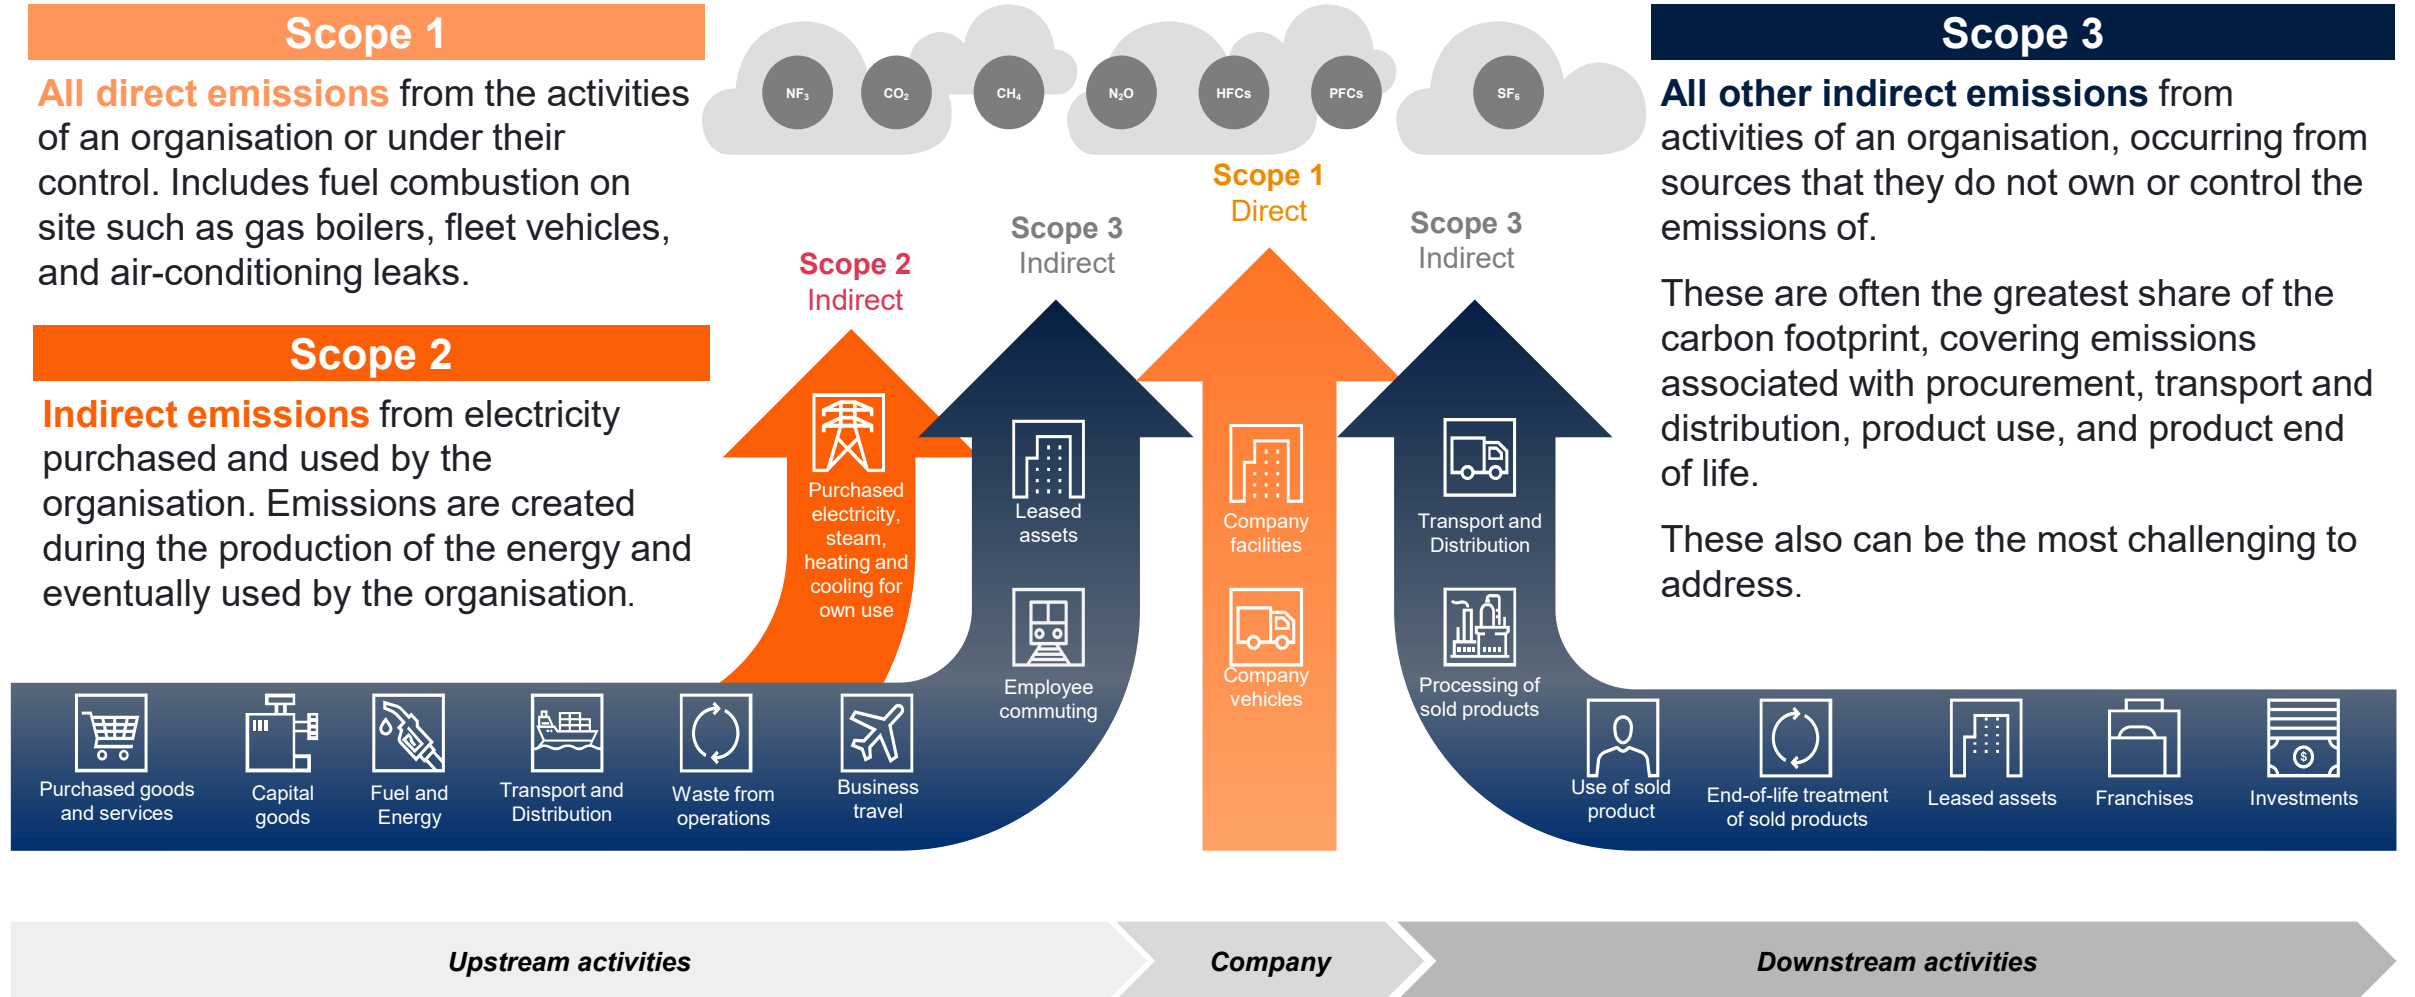 Scope 1
All direct emissions from the activities
of an organisation or under their
control. Includes fuel combustion on
site such as gas boilers, fleet vehicles,
and air-conditioning leaks.
Scope 2
Indirect emissions from electricity
purchased and used by the
organisation. Emissions are created
during the production of the energy and
eventually used by the organisation.
NF₃
CO₂
CH₄
N₂O
HFCs
PFCs
SF₆
Scope 2
Indirect
Scope 3
Indirect
Scope 1
Direct
Scope 3
Indirect
Purchased
electricity,
steam,
heating and
cooling for
own use
Leased
assets
Employee
commuting
Company
facilities
Company
vehicles
Transport and
Distribution
Processing of
sold products
Scope 3
All other indirect emissions from
activities of an organisation, occurring from
sources that they do not own or control the
emissions of.
These are often the greatest share of the
carbon footprint, covering emissions
associated with procurement, transport and
distribution, product use, and product end
of life.
These also can be the most challenging to
address.
Purchased goods
and services
Capital
goods
Fuel and
Energy
Transport and
Distribution
Waste from
operations
Business
travel
Use of sold
product
End-of-life treatment
of sold products
Leased assets
Franchises
$
Investments
Upstream activities
Company
Downstream activities